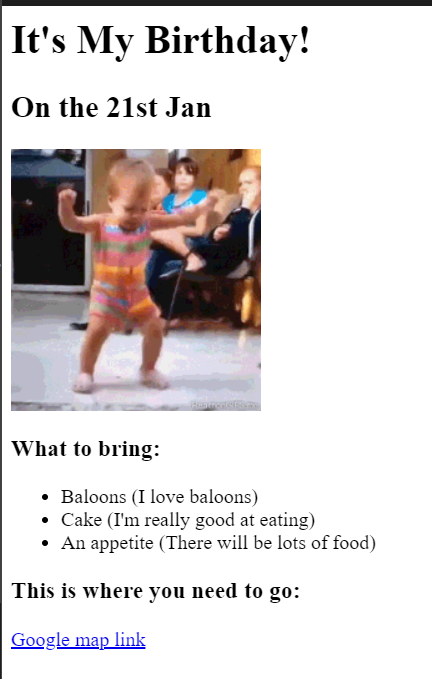 It's My Birthday!
On the 21st Jan
What to bring:
Baloons (I love baloons)
Cake (I'm really good at eating)
An appetite (There will be lots of food)
This is where you need to go:
Google map link